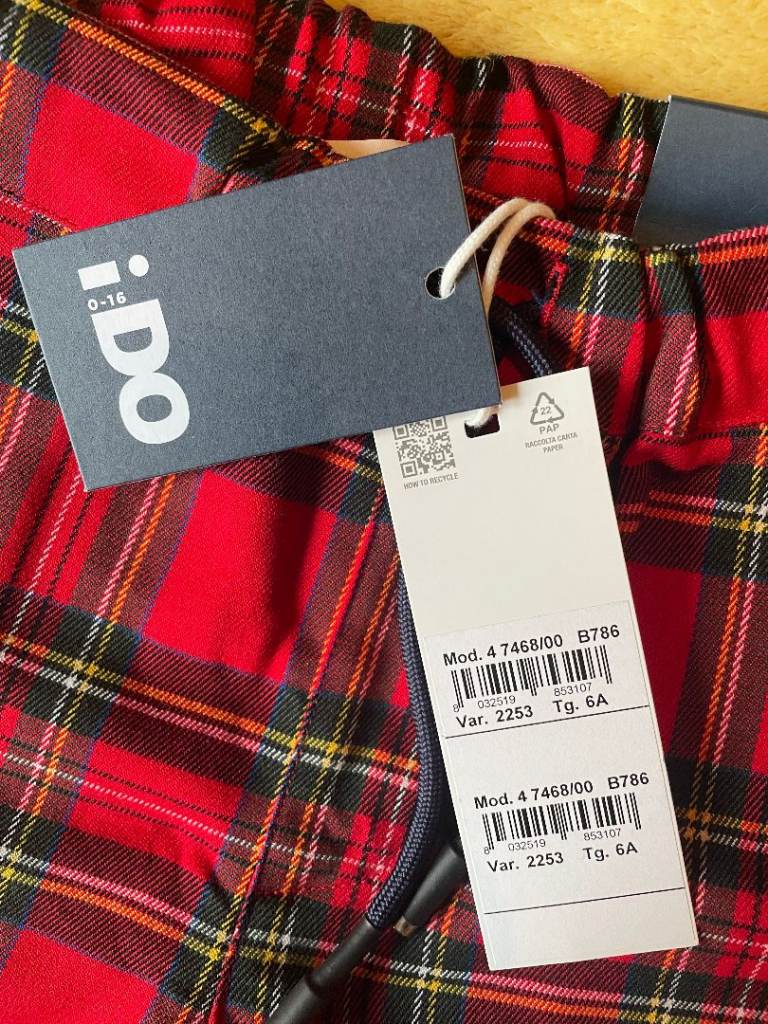 iDO
0-16
22
PAP
RACCOLTA CARTA
PAPER
HOW TO RECYCLE
Mod. 4 7468/00 B786
8 032519 853107
Var. 2253 Tg. 6A
Mod. 4 7468/00 B786
8 032519 853107
Var. 2253 Tg. 6A